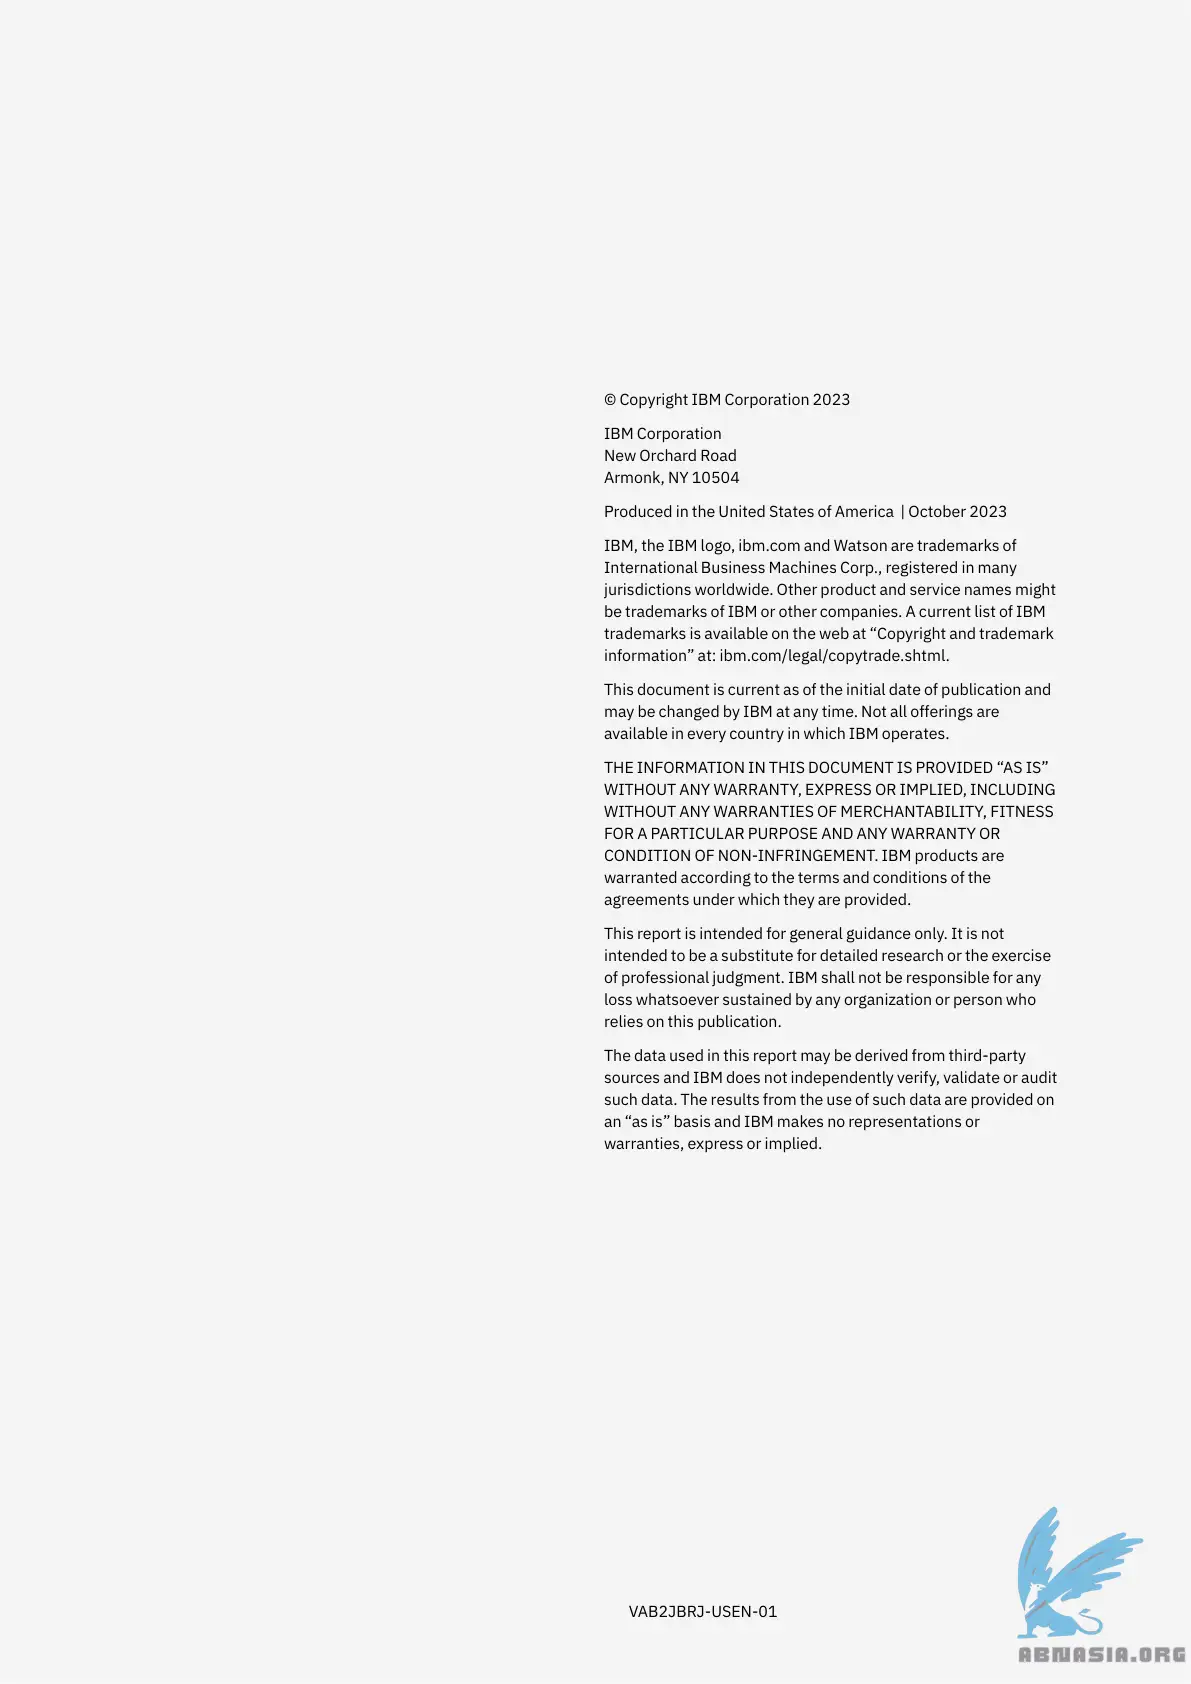 © Copyright IBM Corporation 2023
IBM Corporation
New Orchard Road
Armonk, NY 10504
Produced in the United States of America | October 2023
IBM, the IBM logo, ibm.com and Watson are trademarks of
International Business Machines Corp., registered in many
jurisdictions worldwide. Other product and service names might
be trademarks of IBM or other companies. A current list of IBM
trademarks is available on the web at “Copyright and trademark
information” at: ibm.com/legal/copytrade.shtml.
This document is current as of the initial date of publication and
may be changed by IBM at any time. Not all offerings are
available in every country in which IBM operates.
THE INFORMATION IN THIS DOCUMENT IS PROVIDED “AS IS”
WITHOUT ANY WARRANTY, EXPRESS OR IMPLIED, INCLUDING
WITHOUT ANY WARRANTIES OF MERCHANTABILITY, FITNESS
FOR A PARTICULAR PURPOSE AND ANY WARRANTY OR
CONDITION OF NON-INFRINGEMENT. IBM products are
warranted according to the terms and conditions of the
agreements under which they are provided.
This report is intended for general guidance only. It is not
intended to be a substitute for detailed research or the exercise
of professional judgment. IBM shall not be responsible for any
loss whatsoever sustained by any organization or person who
relies on this publication.
The data used in this report may be derived from third-party
sources and IBM does not independently verify, validate or audit
such data. The results from the use of such data are provided on
an “as is” basis and IBM makes no representations or
warranties, express or implied.
VAB2JBRJ-USEN-01
ABNASIA.ORG